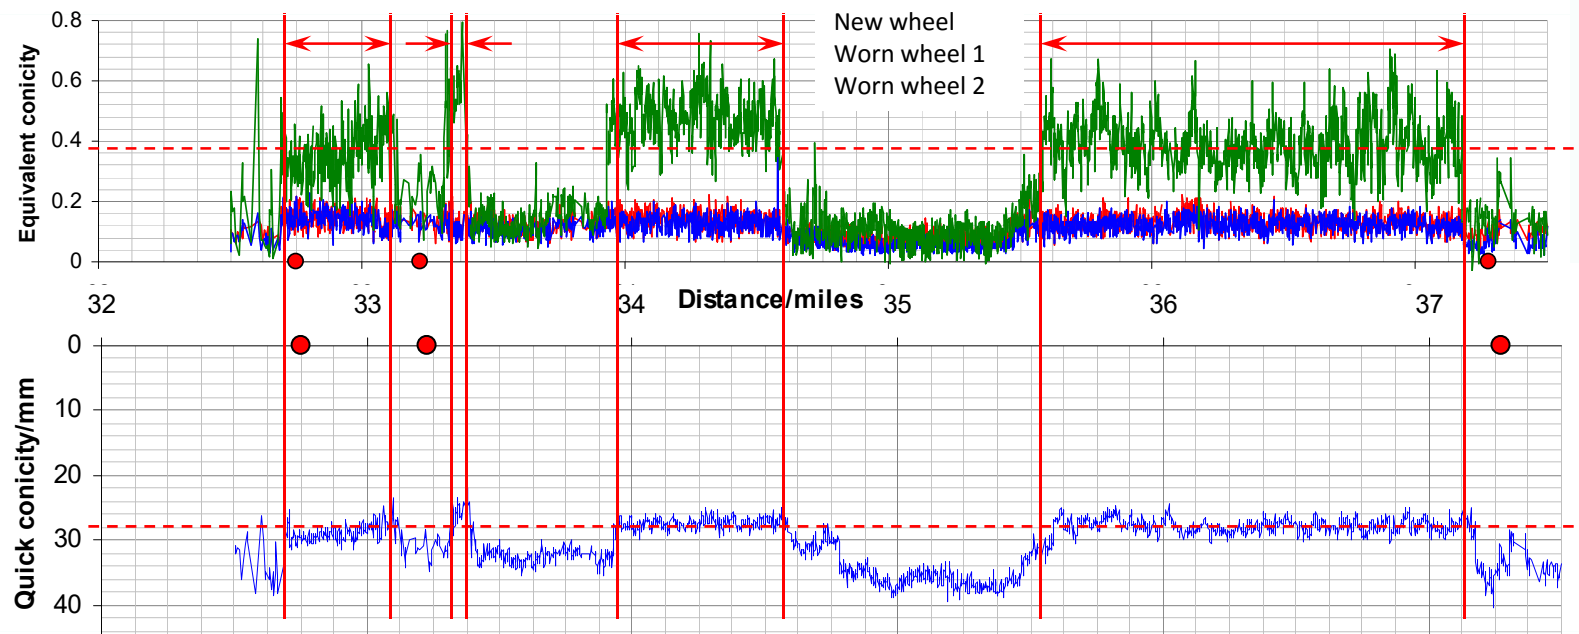 New wheel
Worn wheel 1
Worn wheel 2
Equivalent conicity
0.8
0.6
0.4
0.2
0
32 33 34 35 36 37
Distance/miles
Quick conicity/mm
0
10
20
30
40